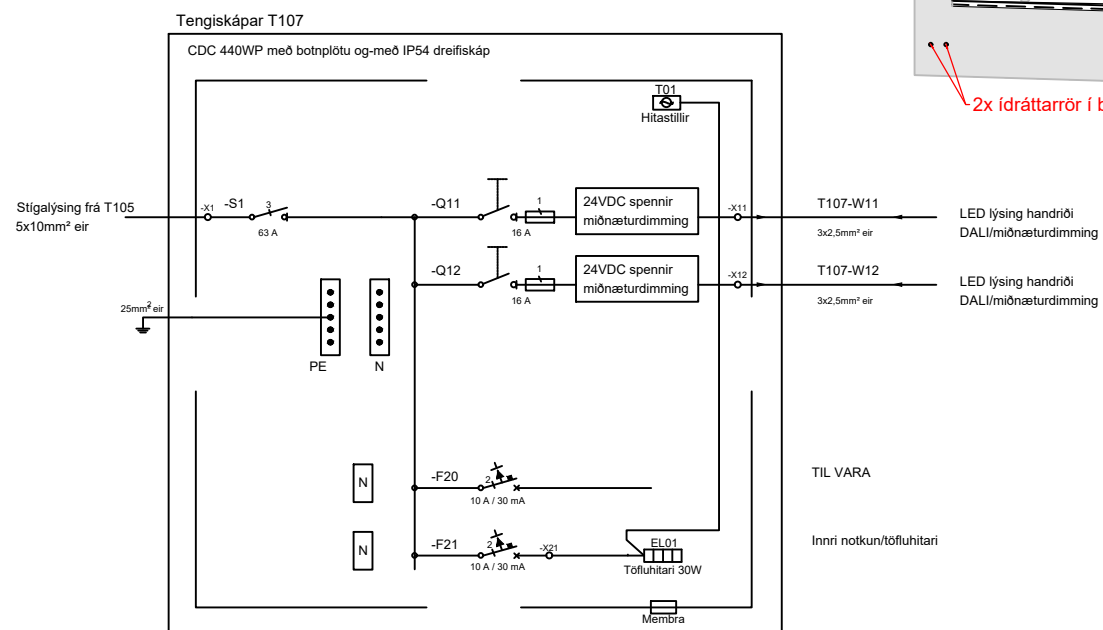 Tengiskápar T107
CDC 440WP með botnplötu og-með IP54 dreifiskáp
2x ídráttarrör í b
T01
Hitastillir
Stígalýsing frá T105
5x10mm² eir
-X1
-S1
3
63 A
-Q11
1
16 A
24VDC spennir
miðnæturdimming
-X11
T107-W11
3x2,5mm² eir
LED lýsing handriði
DALI/miðnæturdimming
-Q12
1
16 A
24VDC spennir
miðnæturdimming
-X12
T107-W12
3x2,5mm² eir
LED lýsing handriði
DALI/miðnæturdimming
25mm² eir
PE
N
N
-F20
2
10 A / 30 mA
TIL VARA
N
-F21
2
10 A / 30 mA
-X21
EL01
Töfluhitari 30W
Innri notkun/töfluhitari
Membra